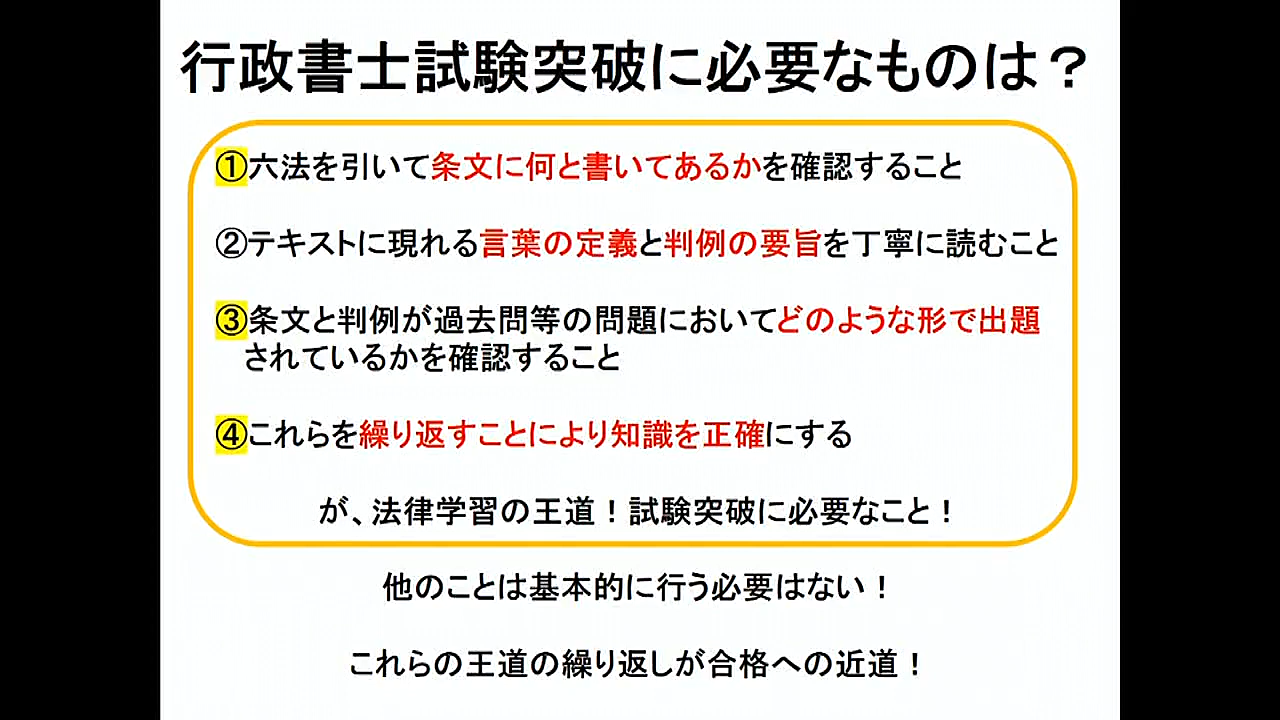 行政書士試験突破に必要なものは？
①六法を引いて条文に何と書いてあるかを確認すること
②テキストに現れる言葉の定義と判例の要旨を丁寧に読むこと
③条文と判例が過去問等の問題においてどのような形で出題
されているかを確認すること
④これらを繰り返すことにより知識を正確にする
が、法律学習の王道！試験突破に必要なこと！
他のことは基本的に行う必要はない！
これらの王道の繰り返しが合格への近道！